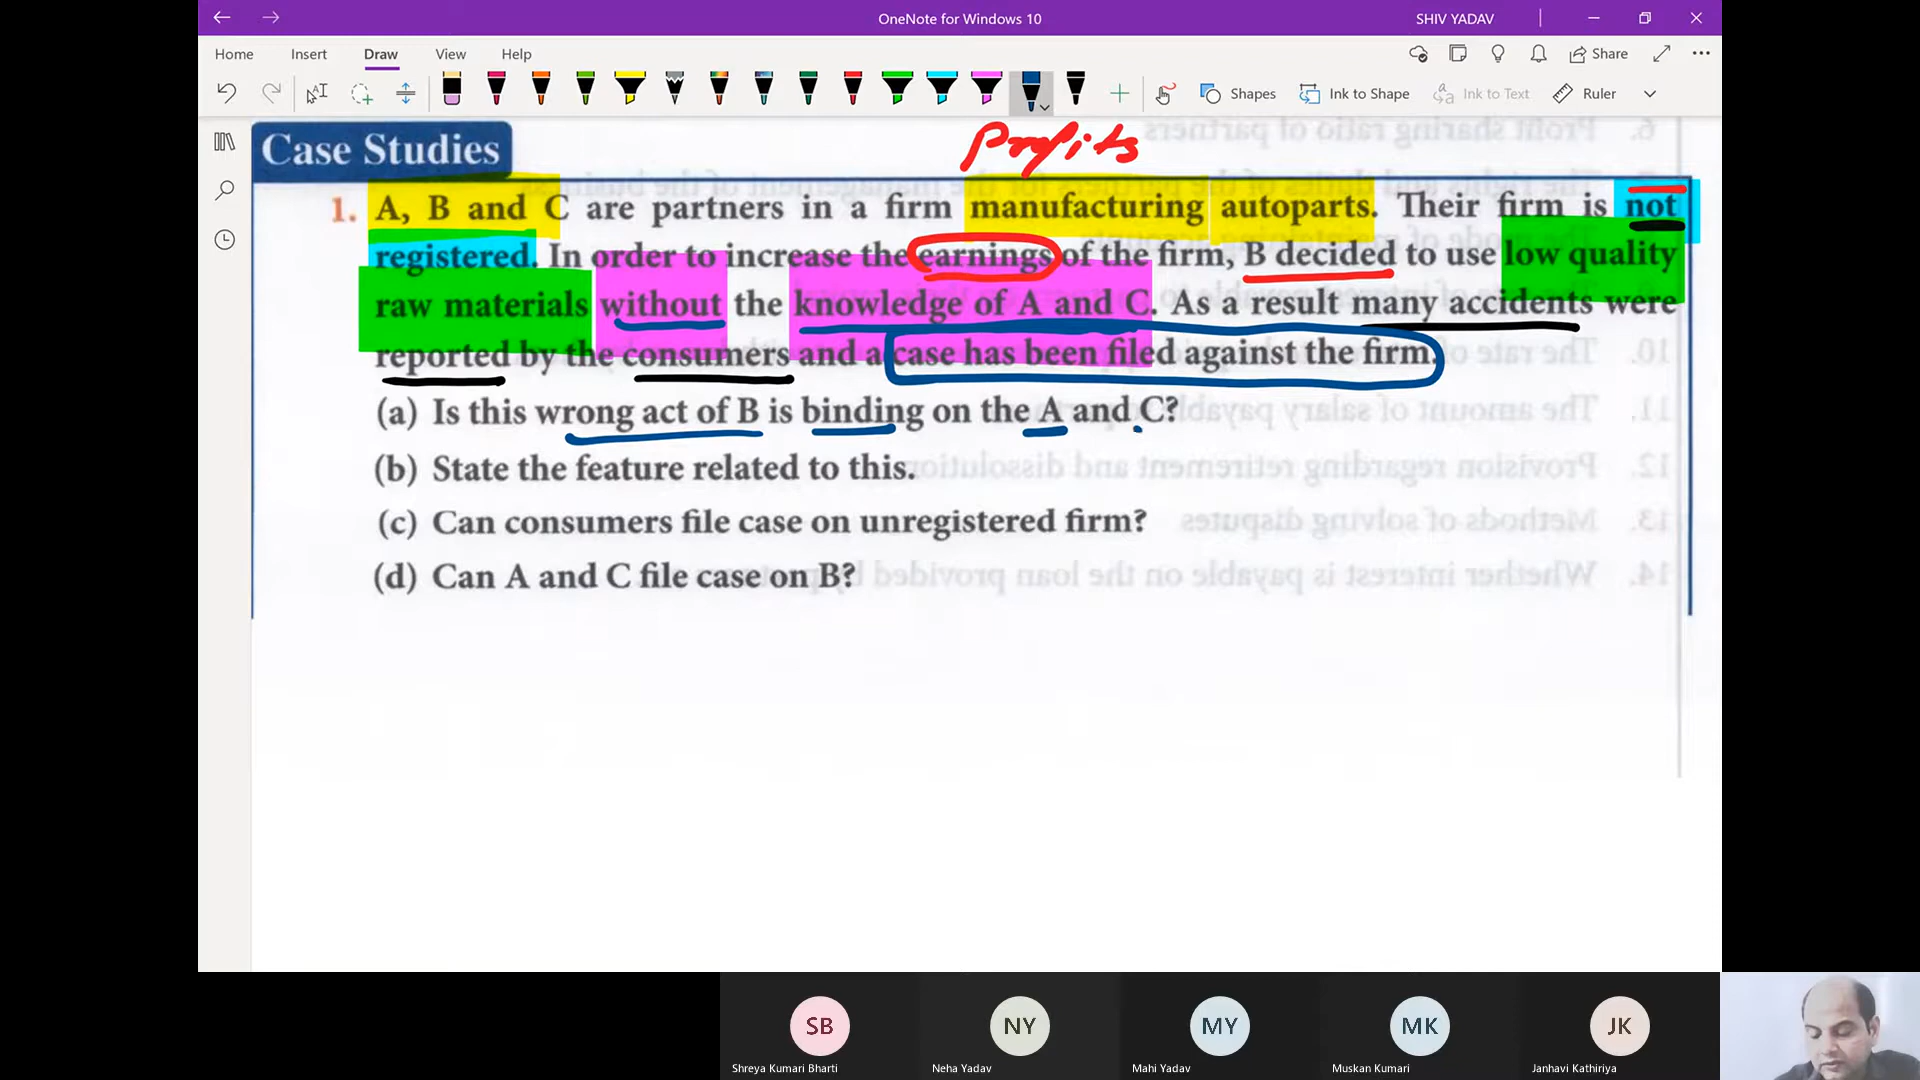 OneNote for Windows 10
SHIV YADAV
Home Insert Draw View Help
Share
Shapes Ink to Shape Ink to Text Ruler
Profits
Case Studies
1. A, B and C are partners in a firm manufacturing autoparts. Their firm is not
registered. In order to increase the earnings of the firm, B decided to use low quality
raw materials without the knowledge of A and C. As a result many accidents were
reported by the consumers and a case has been filed against the firm.
(a) Is this wrong act of B is binding on the A and C?
(b) State the feature related to this.
(c) Can consumers file case on unregistered firm?
(d) Can A and C file case on B?
SB NY MY MK JK
Shreya Kumari Bharti Neha Yadav Mahi Yadav Muskan Kumari Janhavi Kathiriya